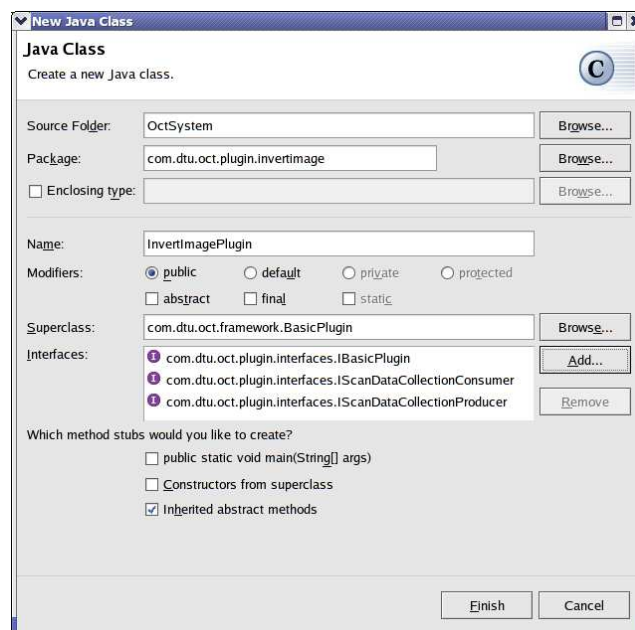 New Java Class
Java Class
Create a new Java class.
C
Source Folder: OctSystem Browse...
Package: com.dtu.oct.plugin.invertimage Browse...
Enclosing type: Browse...
Name: InvertImagePlugin
Modifiers: public default private protected
abstract final static
Superclass: com.dtu.oct.framework.BasicPlugin Browse...
Interfaces: I com.dtu.oct.plugin.interfaces.IBasicPlugin Add...
I com.dtu.oct.plugin.interfaces.IScanDataCollectionConsumer
I com.dtu.oct.plugin.interfaces.IScanDataCollectionProducer Remove
Which method stubs would you like to create?
public static void main(String[] args)
Constructors from superclass
Inherited abstract methods
Finish Cancel